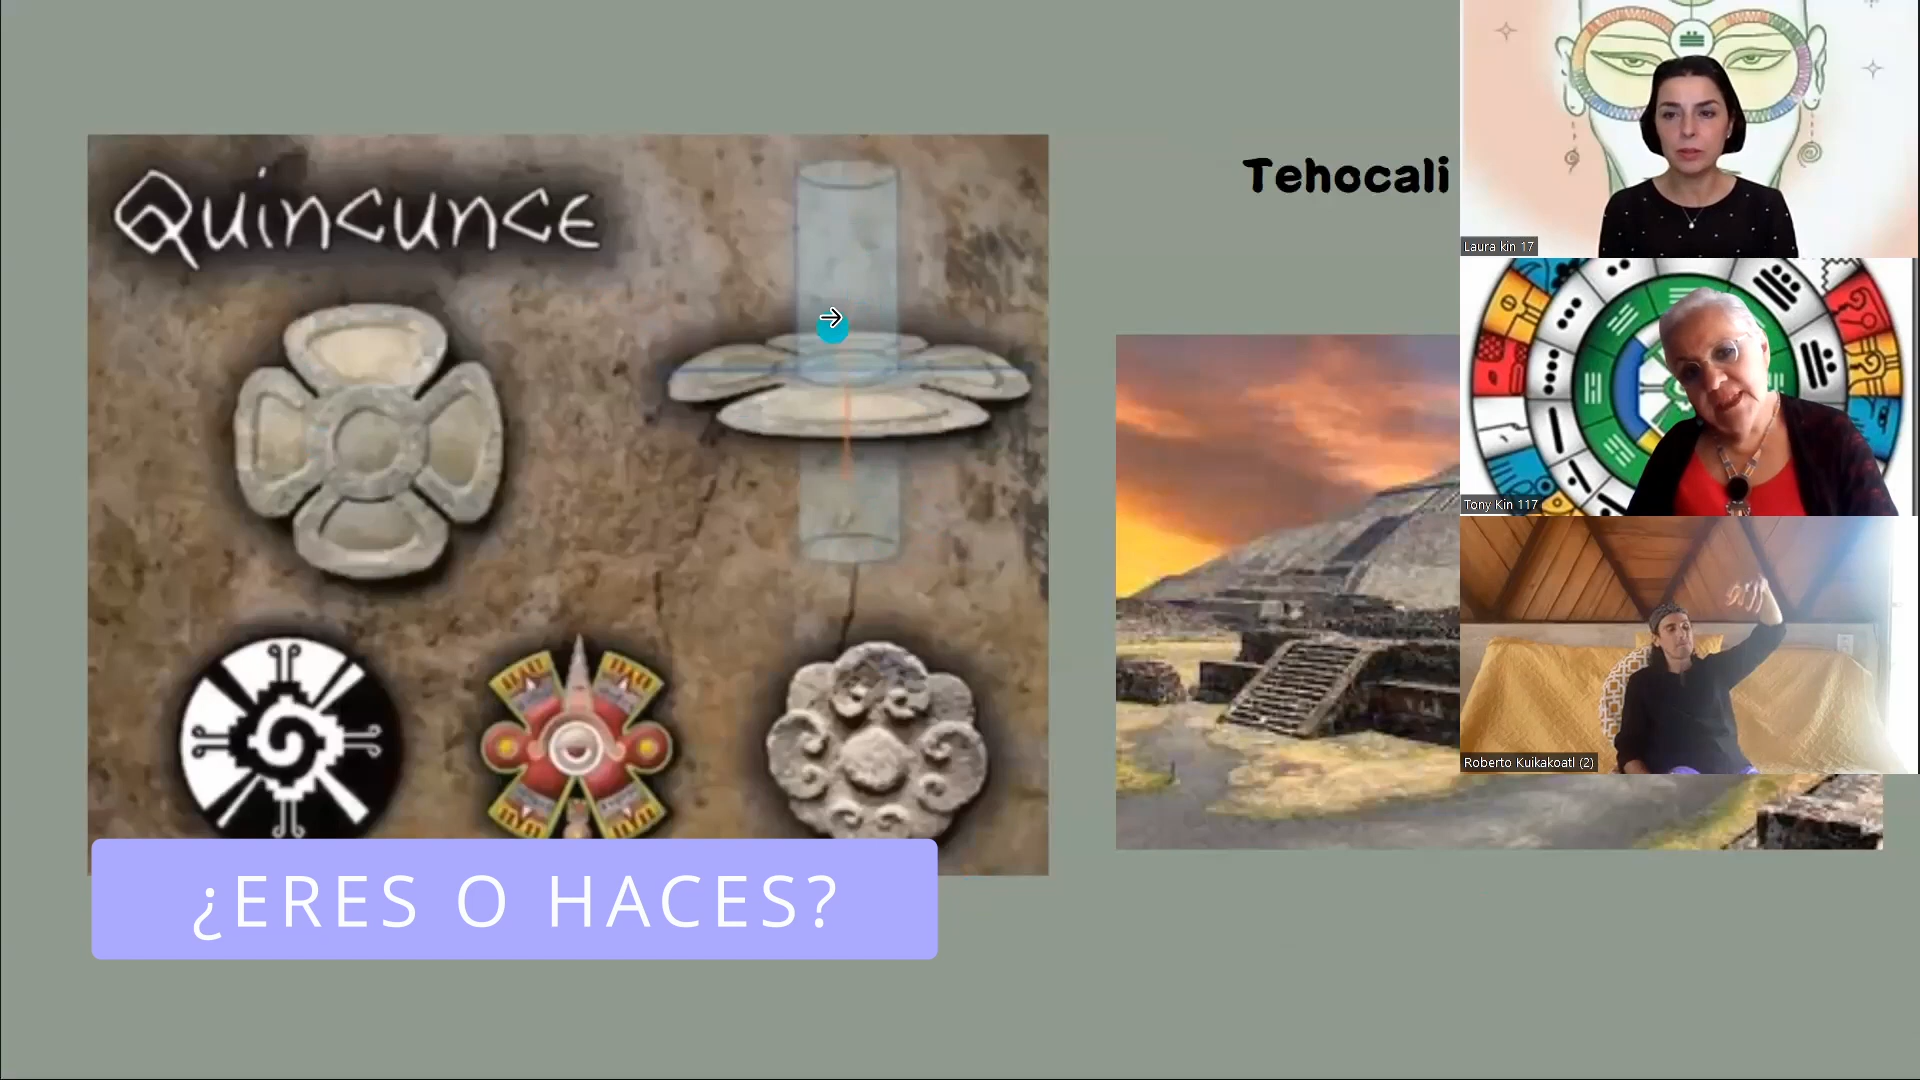 Quincunce
Tehocali
¿ERES O HACES?
Laura kin 17
Tony Kin 117
Roberto Kuikakoatl (2)